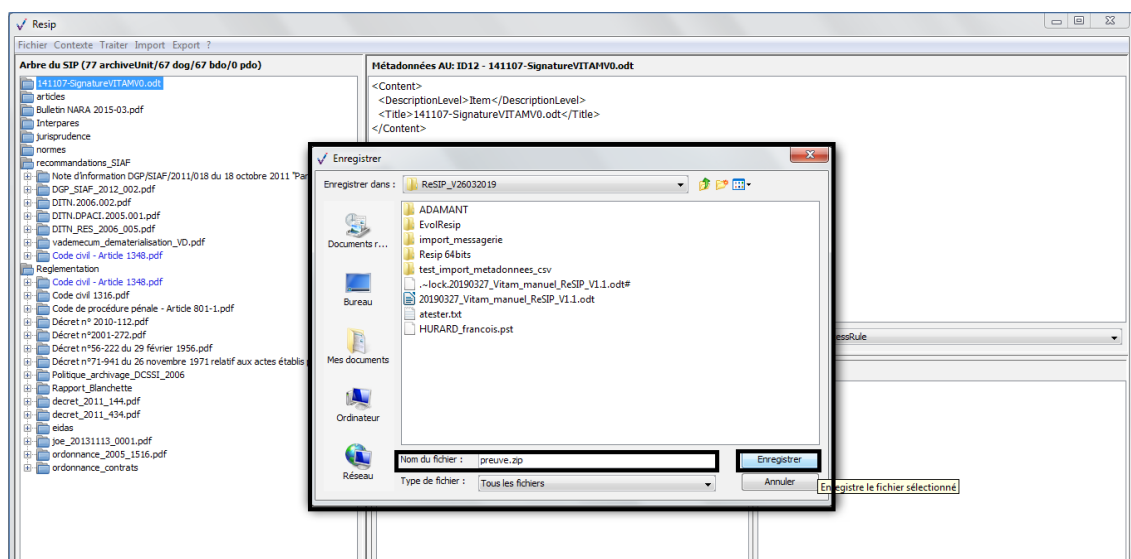 Resip
Fichier Contexte Traiter Import Export ?
Arbre du SIP (77 archiveUnit/67 dog/67 bdo/0 pdo)
141107-SignatureVITAMV0.odt
articles
Bulletin NARA 2015-03.pdf
Interpares
jurisprudence
normes
recommandations_SIAF
Note d'information DGP/SIAF/2011/018 du 18 octobre 2011 "Par
DGP_SIAF_2012_002.pdf
DITN.2006.002.pdf
DITN.DPACI.2005.001.pdf
DITN_RES_2006_005.pdf
vademecum_dematerialisation_VD.pdf
Code civil - Article 1348.pdf
Reglementation
Code civil - Article 1348.pdf
Code civil 1316.pdf
Code de procédure pénale - Article 801-1.pdf
Décret n° 2010-112.pdf
Décret n°2001-272.pdf
Décret n°56-222 du 29 février 1956.pdf
Décret n°71-941 du 26 novembre 1971 relatif aux actes établis
Politique_archivage_DCSSI_2006
Rapport_Blanchette
decret_2011_144.pdf
decret_2011_434.pdf
eidas
joe_20131113_0001.pdf
ordonnance_2005_1516.pdf
ordonnance_contrats
Métadonnées AU: ID12 - 141107-SignatureVITAMV0.odt
<Content>
<DescriptionLevel>Item</DescriptionLevel>
<Title>141107-SignatureVITAMV0.odt</Title>
</Content>
Enregistrer
Enregistrer dans : ReSIP_V26032019
Documents r...
Bureau
Mes documents
Ordinateur
Réseau
ADAMANT
EvolResip
import_messagerie
Resip 64bits
test_import_metadonnees_csv
.~lock.20190327_Vitam_manuel_ReSIP_V1.1.odt#
20190327_Vitam_manuel_ReSIP_V1.1.odt
atester.txt
HURARD_francois.pst
Nom du fichier : preuve.zip Enregistrer
Type de fichier : Tous les fichiers Annuler
Enregistre le fichier sélectionné
essRule